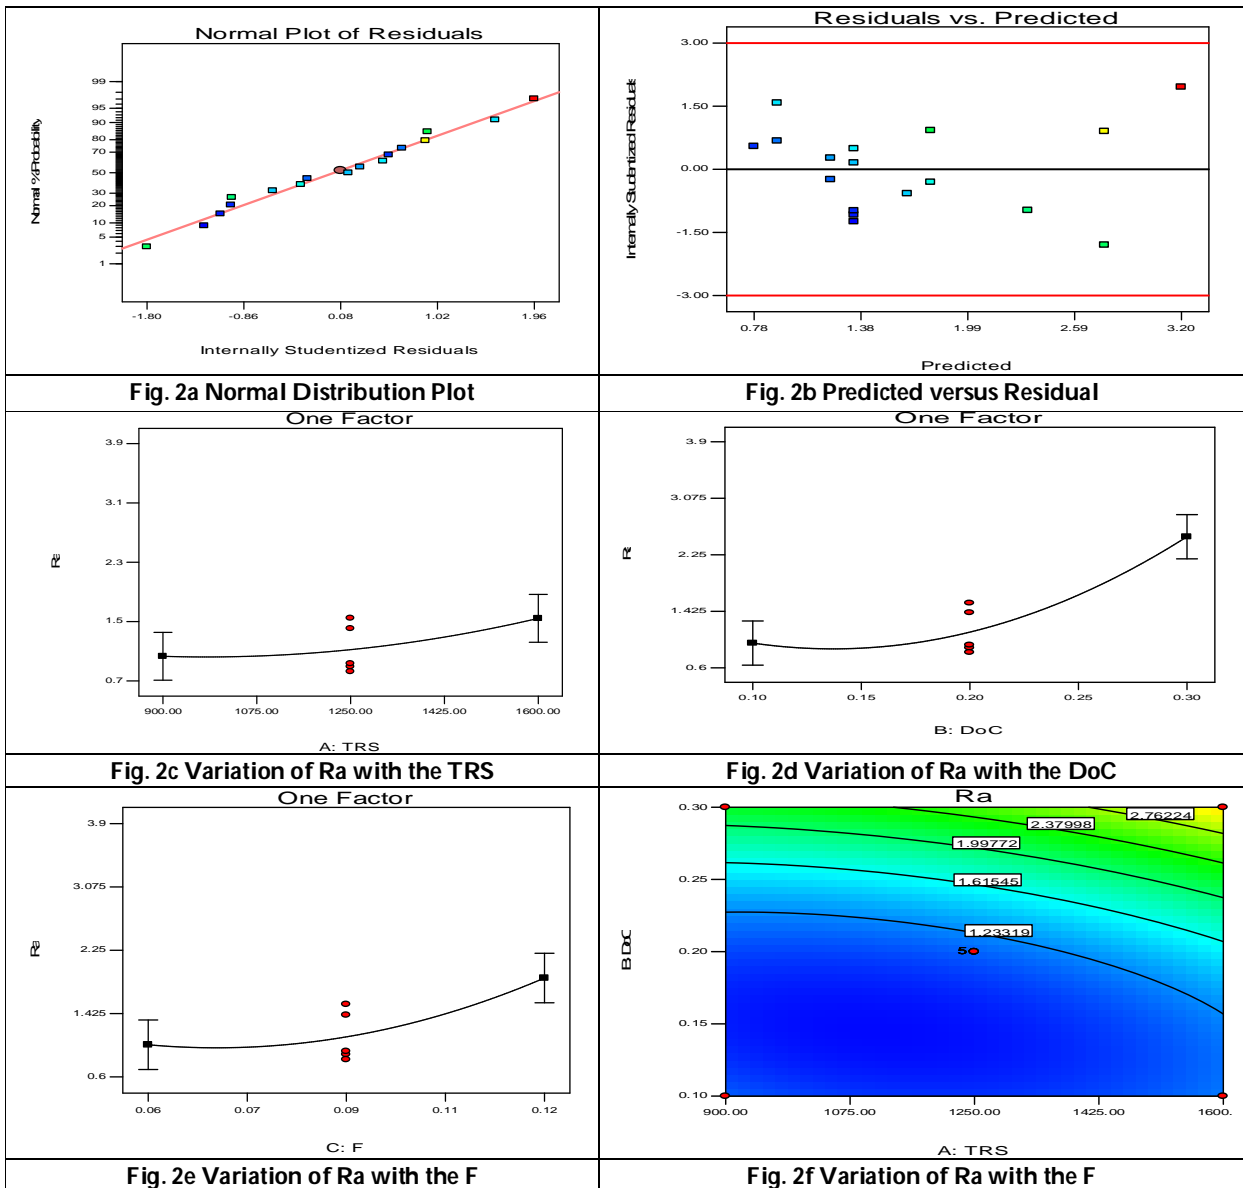 Normal Plot of Residuals
Normal % Probability
99
95
90
80
70
50
30
20
10
5
1
-1.80 -0.86 0.08 1.02 1.96
Internally Studentized Residuals
Residuals vs. Predicted
Internally Studentized Residuals
3.00
1.50
0.00
-1.50
-3.00
0.78 1.38 1.99 2.59 3.20
Predicted
Fig. 2a Normal Distribution Plot
Fig. 2b Predicted versus Residual
One Factor
Ra
3.9
3.1
2.3
1.5
0.7
900.00 1075.00 1250.00 1425.00 1600.00
A: TRS
One Factor
Ra
3.9
3.075
2.25
1.425
0.6
0.10 0.15 0.20 0.25 0.30
B: DoC
Fig. 2c Variation of Ra with the TRS
Fig. 2d Variation of Ra with the DoC
One Factor
Ra
3.9
3.075
2.25
1.425
0.6
0.06 0.07 0.09 0.11 0.12
C: F
Ra
B: DoC
0.30
0.25
0.20
0.15
0.10
2.76224
2.37998
1.99772
1.61545
1.23319
5
900.00 1075.00 1250.00 1425.00 1600.
A: TRS
Fig. 2e Variation of Ra with the F
Fig. 2f Variation of Ra with the F